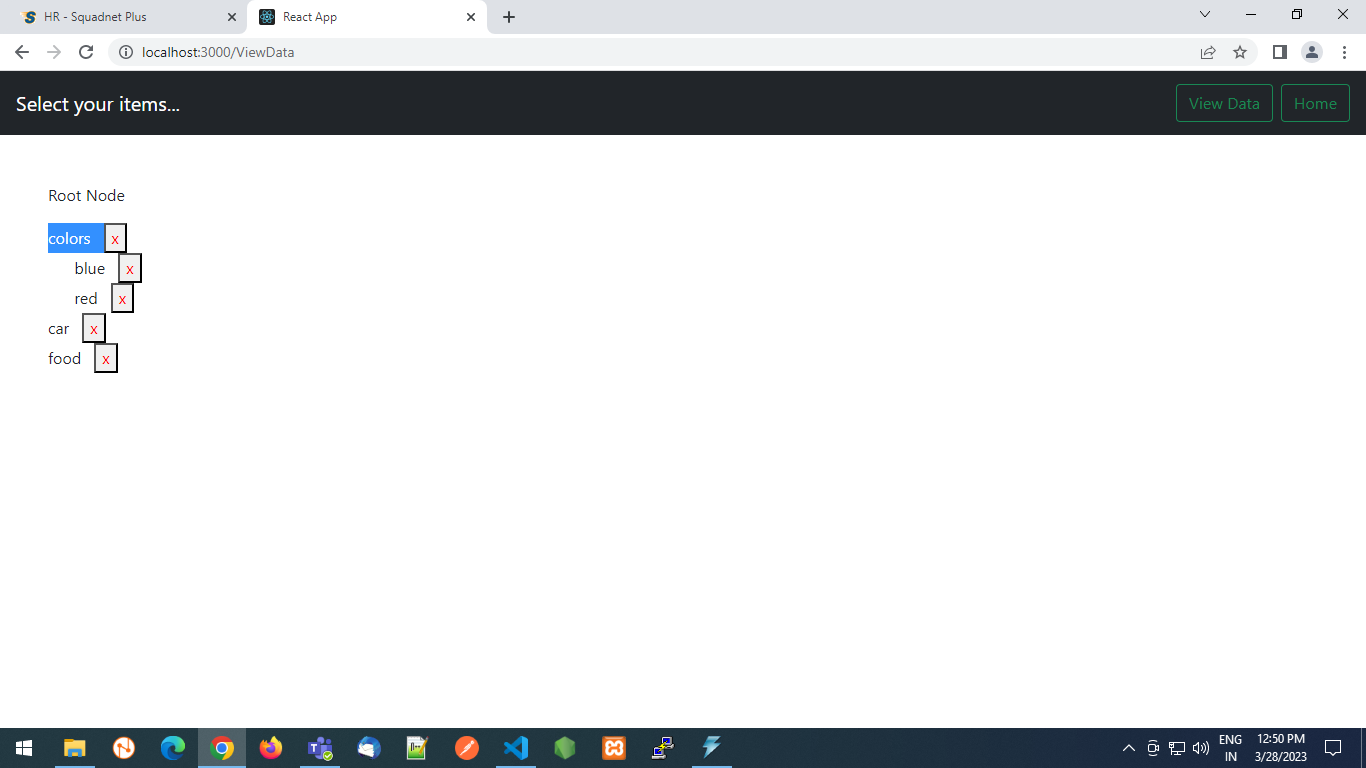 HR - Squadnet Plus
React App
localhost:3000/ViewData
Select your items...
View Data
Home
Root Node
colors x
blue x
red x
car x
food x
ENG
IN
12:50 PM
3/28/2023